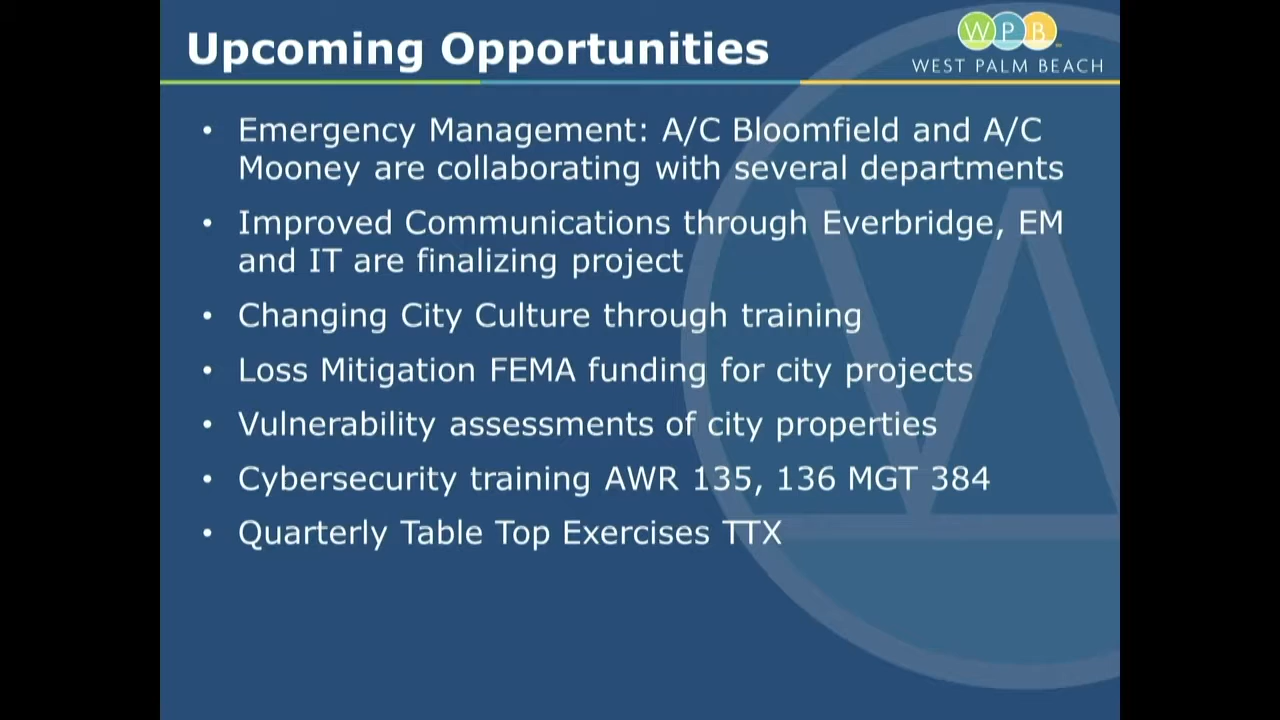 Upcoming Opportunities
WPB
WEST PALM BEACH
• Emergency Management: A/C Bloomfield and A/C
Mooney are collaborating with several departments
• Improved Communications through Everbridge, EM
and IT are finalizing project
• Changing City Culture through training
• Loss Mitigation FEMA funding for city projects
• Vulnerability assessments of city properties
• Cybersecurity training AWR 135, 136 MGT 384
• Quarterly Table Top Exercises TTX